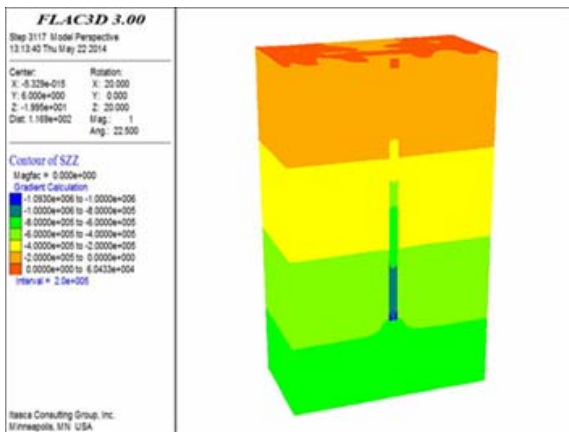 FLAC3D 3.00
Step 3117 Model Perspective
13:13:40 Thu May 22 2014
Center:
X: -5.329e-015
Y: 6.000e+000
Z: -1.995e+001
Dist: 1.169e+002
Rotation:
X: 20.000
Y: 0.000
Z: 20.000
Mag.: 1
Ang.: 22.500
Contour of SZZ
Magfac = 0.000e+000
Gradient Calculation
-1.0930e+006 to -1.0000e+006
-1.0000e+006 to -8.0000e+005
-8.0000e+005 to -6.0000e+005
-6.0000e+005 to -4.0000e+005
-4.0000e+005 to -2.0000e+005
-2.0000e+005 to 0.0000e+000
0.0000e+000 to 6.0433e+004
Interval = 2.0e+005
Itasca Consulting Group, Inc.
Minneapolis, MN USA